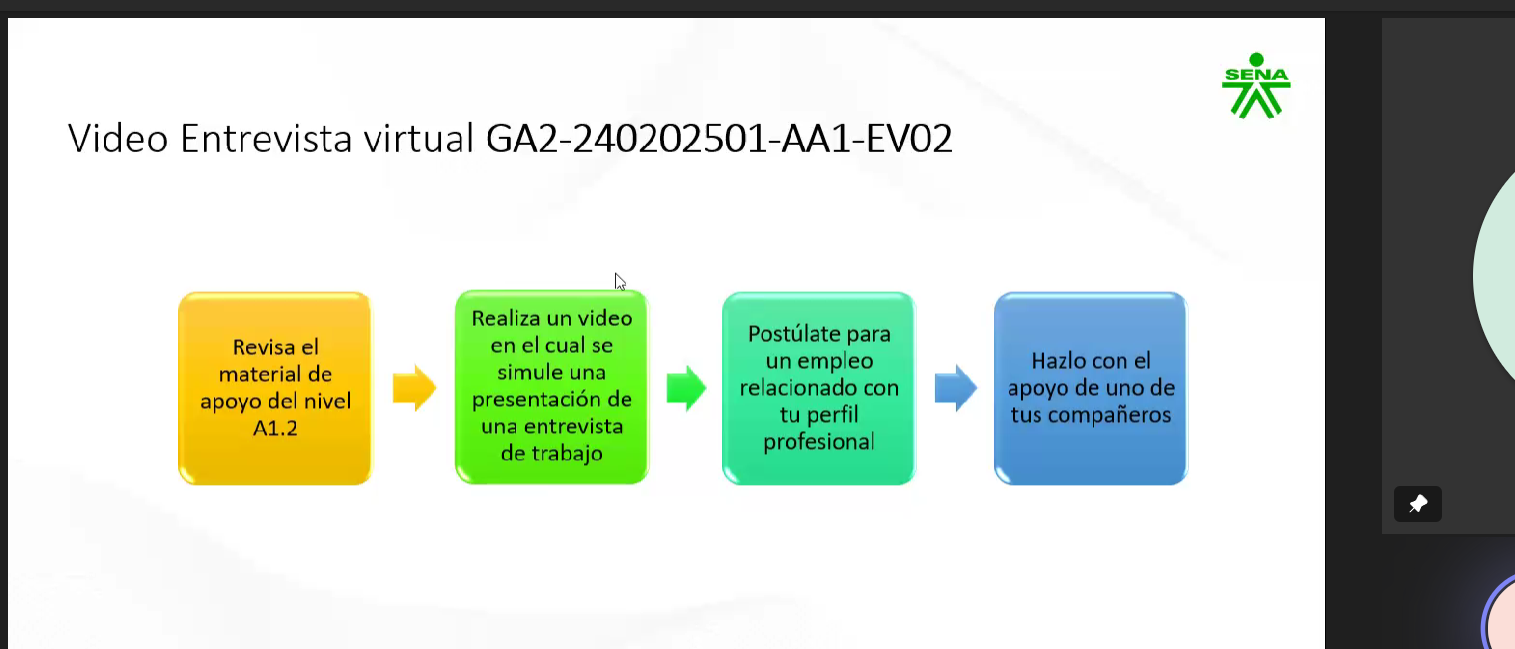 SENA
Video Entrevista virtual GA2-240202501-AA1-EV02
Revisa el
material de
apoyo del nivel
A1.2
Realiza un video
en el cual se
simule una
presentación de
una entrevista
de trabajo
Postúlate para
un empleo
relacionado con
tu perfil
profesional
Hazlo con el
apoyo de uno de
tus compañeros